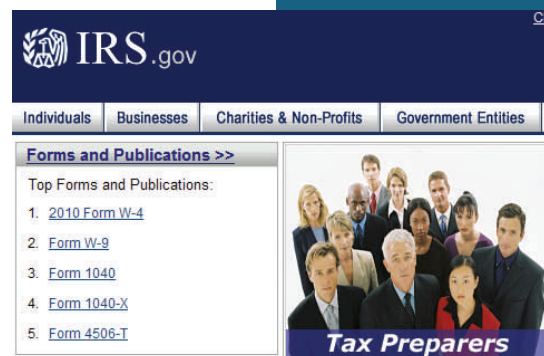 IRS.gov
Individuals Businesses Charities & Non-Profits Government Entities
Forms and Publications >>
Top Forms and Publications:
1. 2010 Form W-4
2. Form W-9
3. Form 1040
4. Form 1040-X
5. Form 4506-T
Tax Preparers